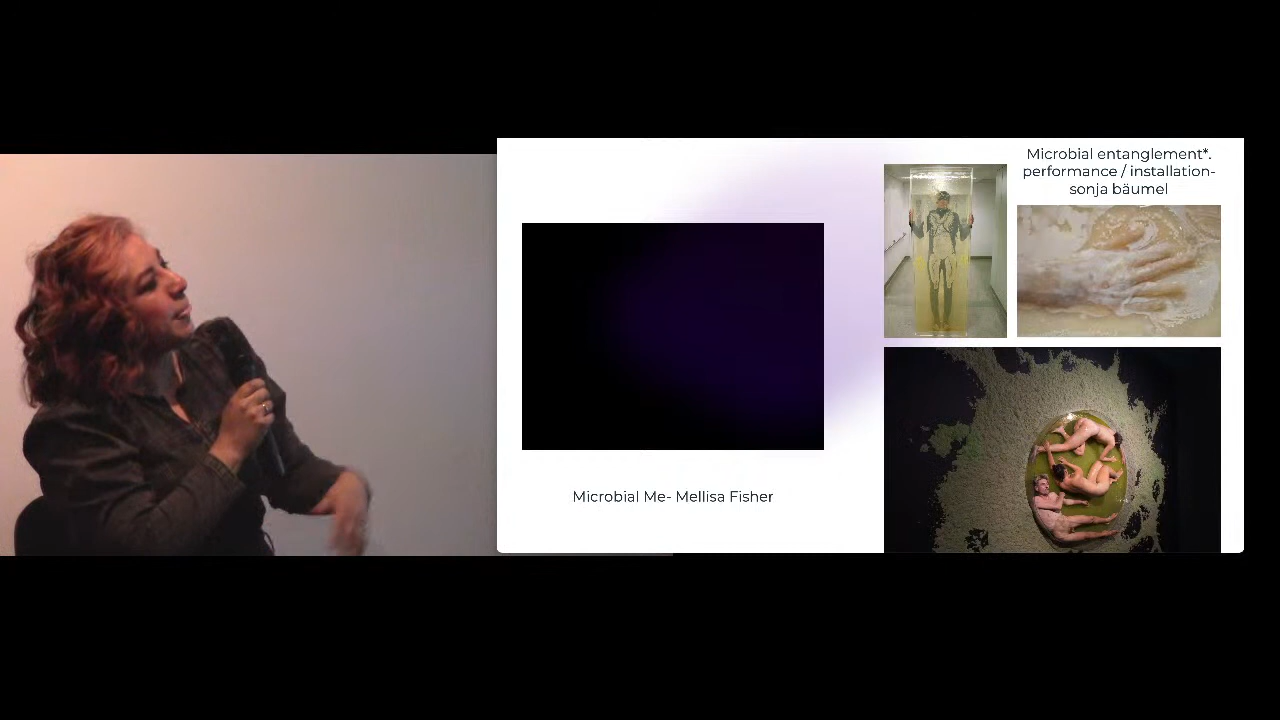 Microbial entanglement*.
performance / installation-
sonja bäumel
Microbial Me- Mellisa Fisher